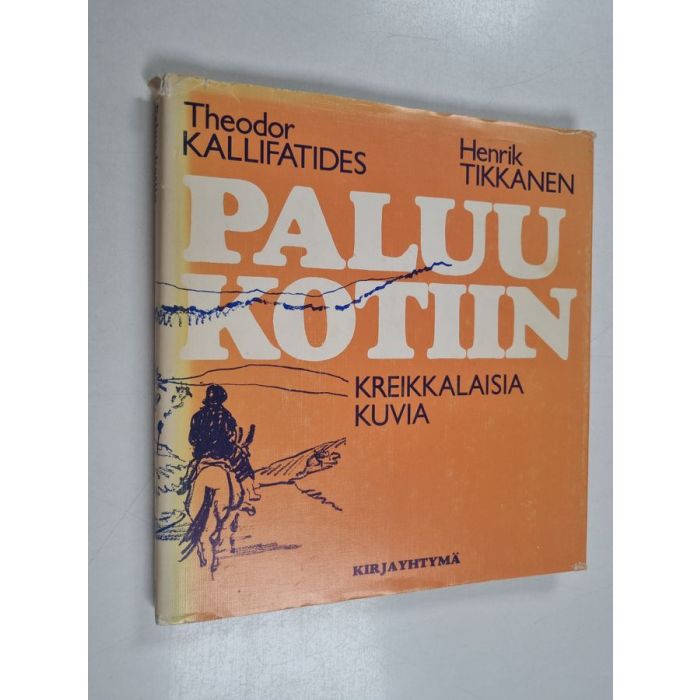 Theodor
KALLIFATIDES
Henrik
TIKKANEN
PALUU
KOTIIN
KREIKKALAISIA
KUVIA
KIRJAYHTYMÄ